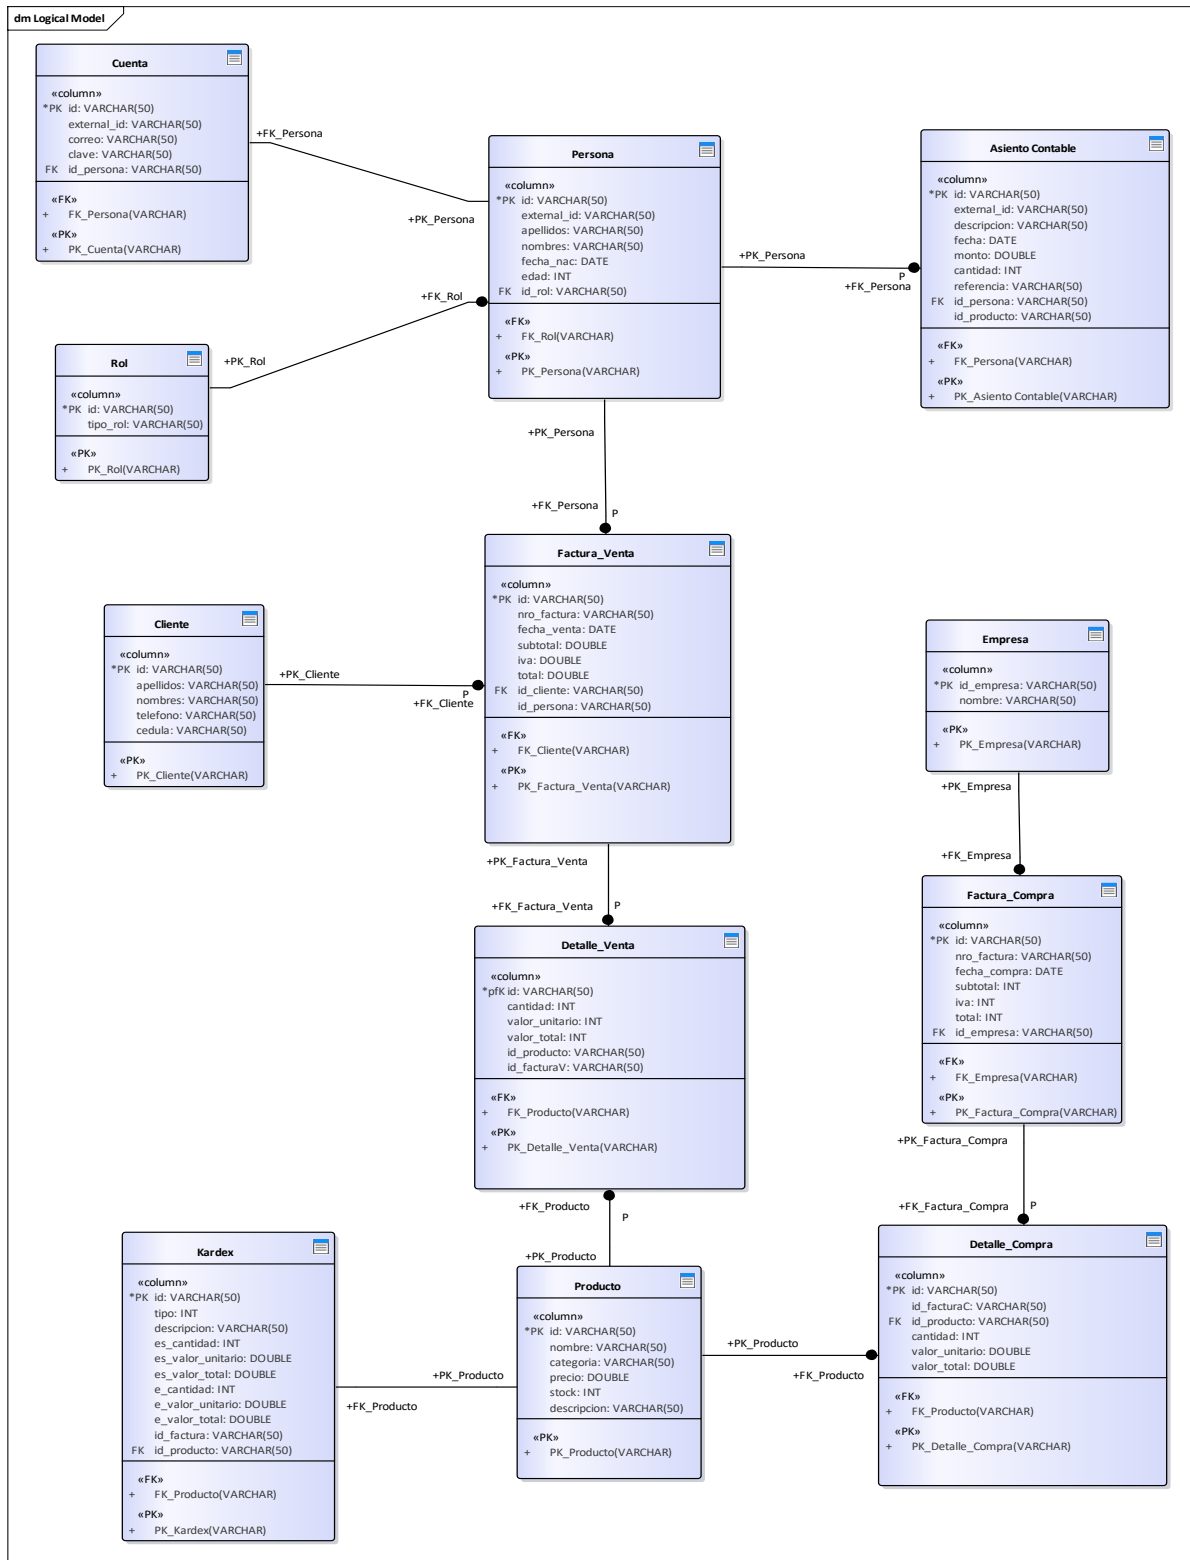 dm Logical Model
Cuenta
«column»
*PK id: VARCHAR(50)
external_id: VARCHAR(50)
correo: VARCHAR(50)
clave: VARCHAR(50)
FK id_persona: VARCHAR(50)
«FK»
+ FK_Persona(VARCHAR)
«PK»
+ PK_Cuenta(VARCHAR)
+FK_Persona
+PK_Persona
Persona
«column»
*PK id: VARCHAR(50)
external_id: VARCHAR(50)
apellidos: VARCHAR(50)
nombres: VARCHAR(50)
fecha_nac: DATE
edad: INT
FK id_rol: VARCHAR(50)
«FK»
+ FK_Rol(VARCHAR)
«PK»
+ PK_Persona(VARCHAR)
+PK_Persona
P
+FK_Persona
Asiento Contable
«column»
*PK id: VARCHAR(50)
external_id: VARCHAR(50)
descripcion: VARCHAR(50)
fecha: DATE
monto: DOUBLE
cantidad: INT
referencia: VARCHAR(50)
FK id_persona: VARCHAR(50)
id_producto: VARCHAR(50)
«FK»
+ FK_Persona(VARCHAR)
«PK»
+ PK_Asiento Contable(VARCHAR)
+FK_Rol
+PK_Rol
Rol
«column»
*PK id: VARCHAR(50)
tipo_rol: VARCHAR(50)
«PK»
+ PK_Rol(VARCHAR)
+PK_Persona
+FK_Persona
P
Factura_Venta
«column»
*PK id: VARCHAR(50)
nro_factura: VARCHAR(50)
fecha_venta: DATE
subtotal: DOUBLE
iva: DOUBLE
total: DOUBLE
FK id_cliente: VARCHAR(50)
id_persona: VARCHAR(50)
«FK»
+ FK_Cliente(VARCHAR)
«PK»
+ PK_Factura_Venta(VARCHAR)
Cliente
«column»
*PK id: VARCHAR(50)
apellidos: VARCHAR(50)
nombres: VARCHAR(50)
telefono: VARCHAR(50)
cedula: VARCHAR(50)
«PK»
+ PK_Cliente(VARCHAR)
+PK_Cliente
P
+FK_Cliente
Empresa
«column»
*PK id_empresa: VARCHAR(50)
nombre: VARCHAR(50)
«PK»
+ PK_Empresa(VARCHAR)
+PK_Empresa
+FK_Empresa
+PK_Factura_Venta
+FK_Factura_Venta
P
Factura_Compra
«column»
*PK id: VARCHAR(50)
nro_factura: VARCHAR(50)
fecha_compra: DATE
subtotal: INT
iva: INT
total: INT
FK id_empresa: VARCHAR(50)
«FK»
+ FK_Empresa(VARCHAR)
«PK»
+ PK_Factura_Compra(VARCHAR)
Detalle_Venta
«column»
*pfK id: VARCHAR(50)
cantidad: INT
valor_unitario: INT
valor_total: INT
id_producto: VARCHAR(50)
id_facturaV: VARCHAR(50)
«FK»
+ FK_Producto(VARCHAR)
«PK»
+ PK_Detalle_Venta(VARCHAR)
+PK_Factura_Compra
+FK_Factura_Compra
P
+FK_Producto
P
+PK_Producto
Kardex
«column»
*PK id: VARCHAR(50)
tipo: INT
descripcion: VARCHAR(50)
es_cantidad: INT
es_valor_unitario: DOUBLE
es_valor_total: DOUBLE
e_cantidad: INT
e_valor_unitario: DOUBLE
e_valor_total: DOUBLE
id_factura: VARCHAR(50)
FK id_producto: VARCHAR(50)
«FK»
+ FK_Producto(VARCHAR)
«PK»
+ PK_Kardex(VARCHAR)
+PK_Producto
+FK_Producto
Producto
«column»
*PK id: VARCHAR(50)
nombre: VARCHAR(50)
categoria: VARCHAR(50)
precio: DOUBLE
stock: INT
descripcion: VARCHAR(50)
«PK»
+ PK_Producto(VARCHAR)
+PK_Producto
+FK_Producto
Detalle_Compra
«column»
*PK id: VARCHAR(50)
id_facturaC: VARCHAR(50)
FK id_producto: VARCHAR(50)
cantidad: INT
valor_unitario: DOUBLE
valor_total: DOUBLE
«FK»
+ FK_Producto(VARCHAR)
«PK»
+ PK_Detalle_Compra(VARCHAR)